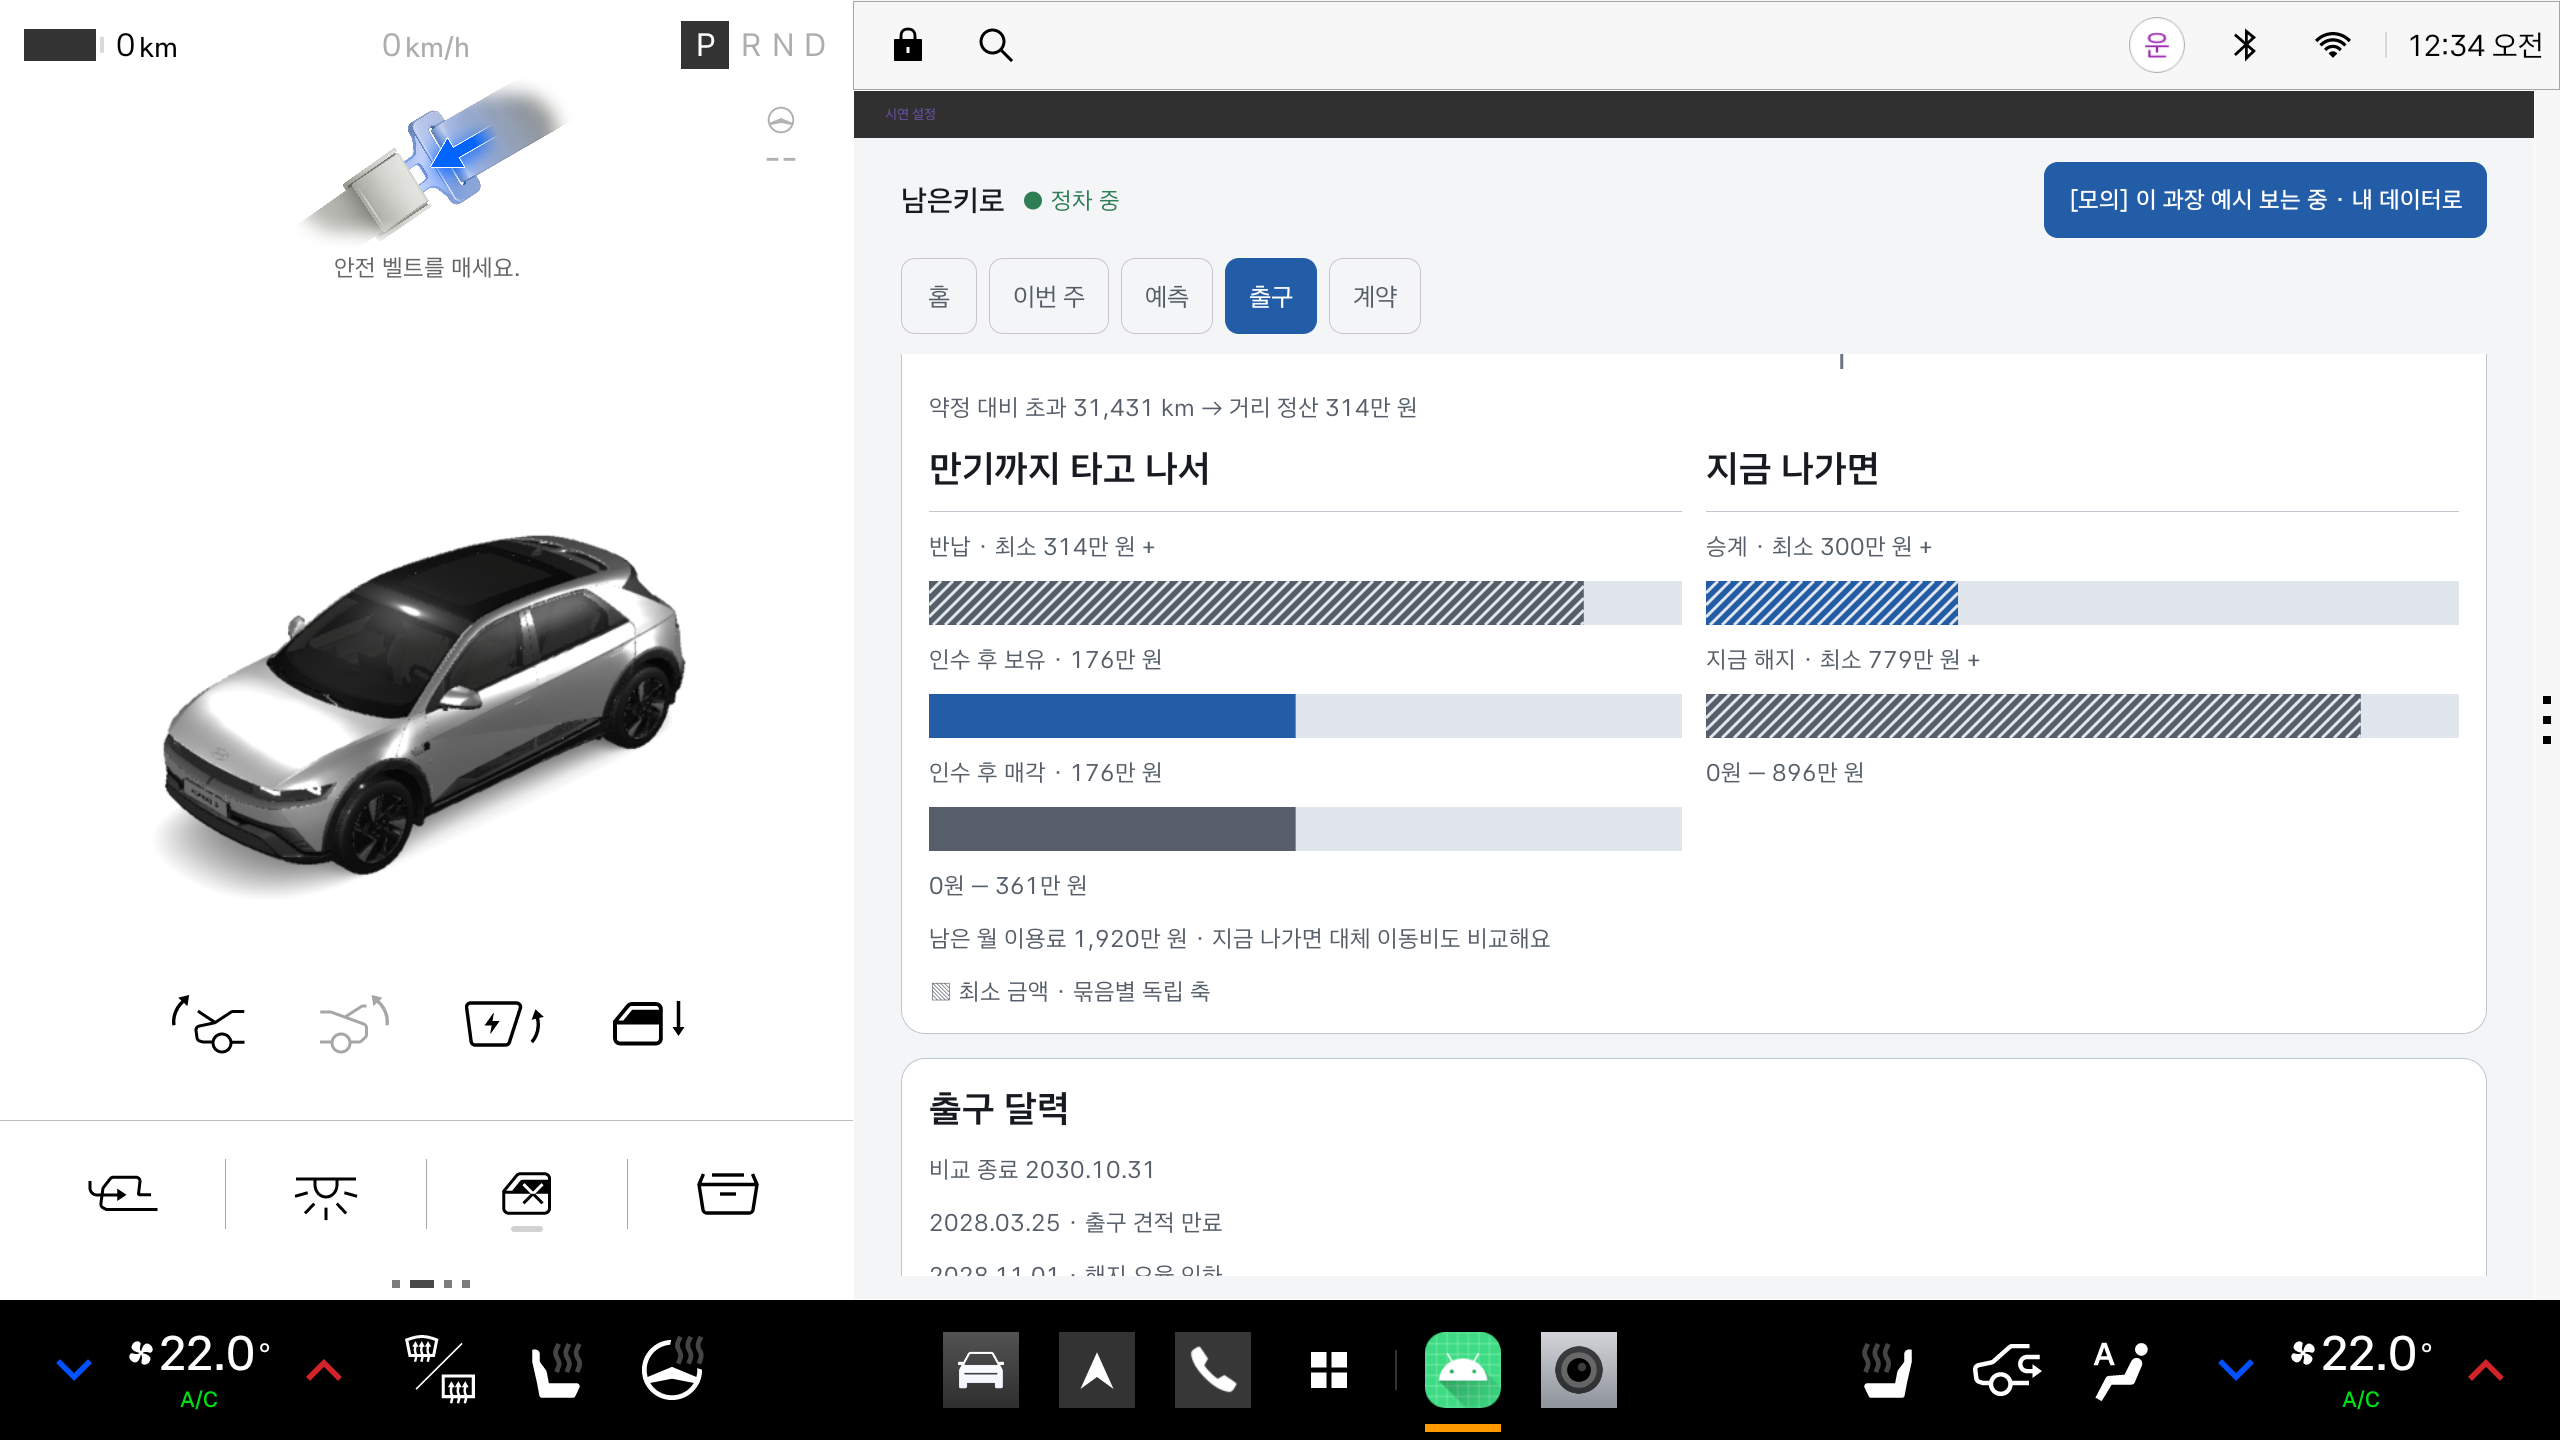 0 km
0 km/h
P R N D
안전 벨트를 매세요.
운
12:34 오전
시연 설정
남은키로
정차 중
[모의] 이 과장 예시 보는 중 · 내 데이터로
홈
이번 주
예측
출구
계약
약정 대비 초과 31,431 km → 거리 정산 314만 원
만기까지 타고 나서
반납 · 최소 314만 원 +
인수 후 보유 · 176만 원
인수 후 매각 · 176만 원
0원 — 361만 원
지금 나가면
승계 · 최소 300만 원 +
지금 해지 · 최소 779만 원 +
0원 — 896만 원
남은 월 이용료 1,920만 원 · 지금 나가면 대체 이동비도 비교해요
최소 금액 · 묶음별 독립 축
출구 달력
비교 종료 2030.10.31
2028.03.25 · 출구 견적 만료
2028.11.01 · 해지 요율 인하
22.0°
A/C
A
22.0°
A/C